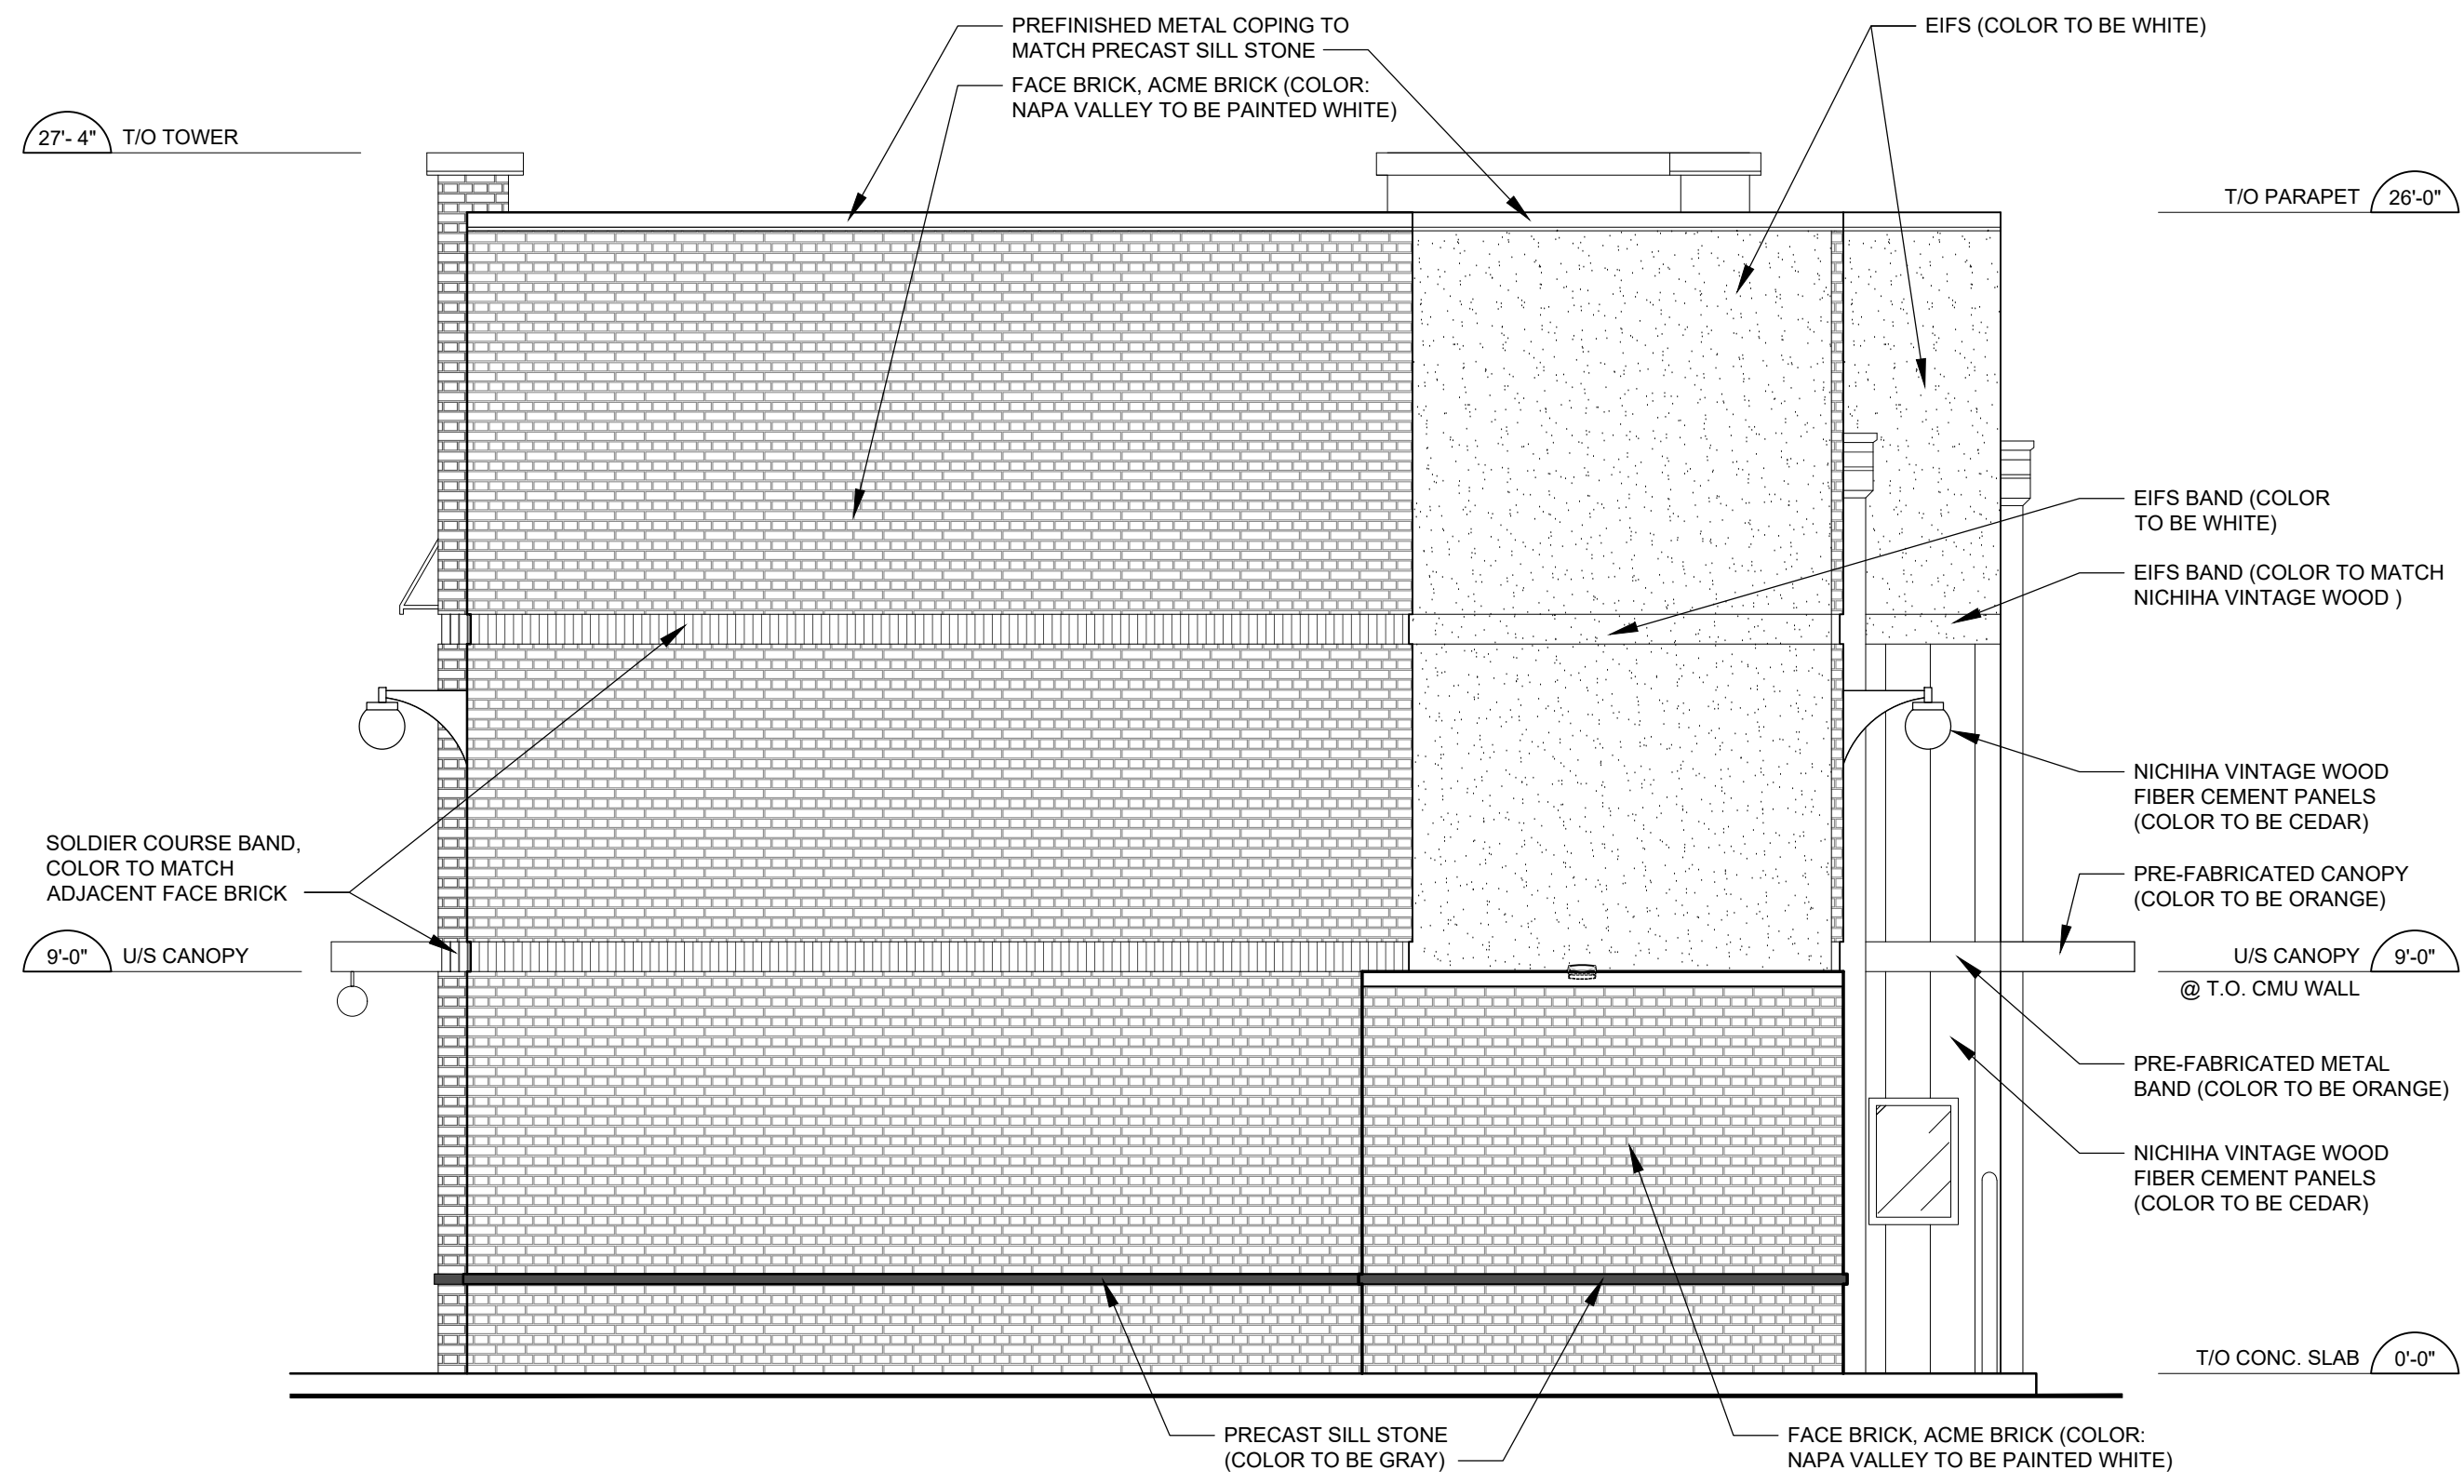 PREFINISHED METAL COPING TO
MATCH PRECAST SILL STONE
EIFS (COLOR TO BE WHITE)
FACE BRICK, ACME BRICK (COLOR:
NAPA VALLEY TO BE PAINTED WHITE)
27'- 4" T/O TOWER
T/O PARAPET 26'-0"
EIFS BAND (COLOR
TO BE WHITE)
EIFS BAND (COLOR TO MATCH
NICHIHA VINTAGE WOOD )
NICHIHA VINTAGE WOOD
FIBER CEMENT PANELS
(COLOR TO BE CEDAR)
SOLDIER COURSE BAND,
COLOR TO MATCH
ADJACENT FACE BRICK
PRE-FABRICATED CANOPY
(COLOR TO BE ORANGE)
9'-0" U/S CANOPY
U/S CANOPY 9'-0"
@ T.O. CMU WALL
PRE-FABRICATED METAL
BAND (COLOR TO BE ORANGE)
NICHIHA VINTAGE WOOD
FIBER CEMENT PANELS
(COLOR TO BE CEDAR)
T/O CONC. SLAB 0'-0"
PRECAST SILL STONE
(COLOR TO BE GRAY)
FACE BRICK, ACME BRICK (COLOR:
NAPA VALLEY TO BE PAINTED WHITE)